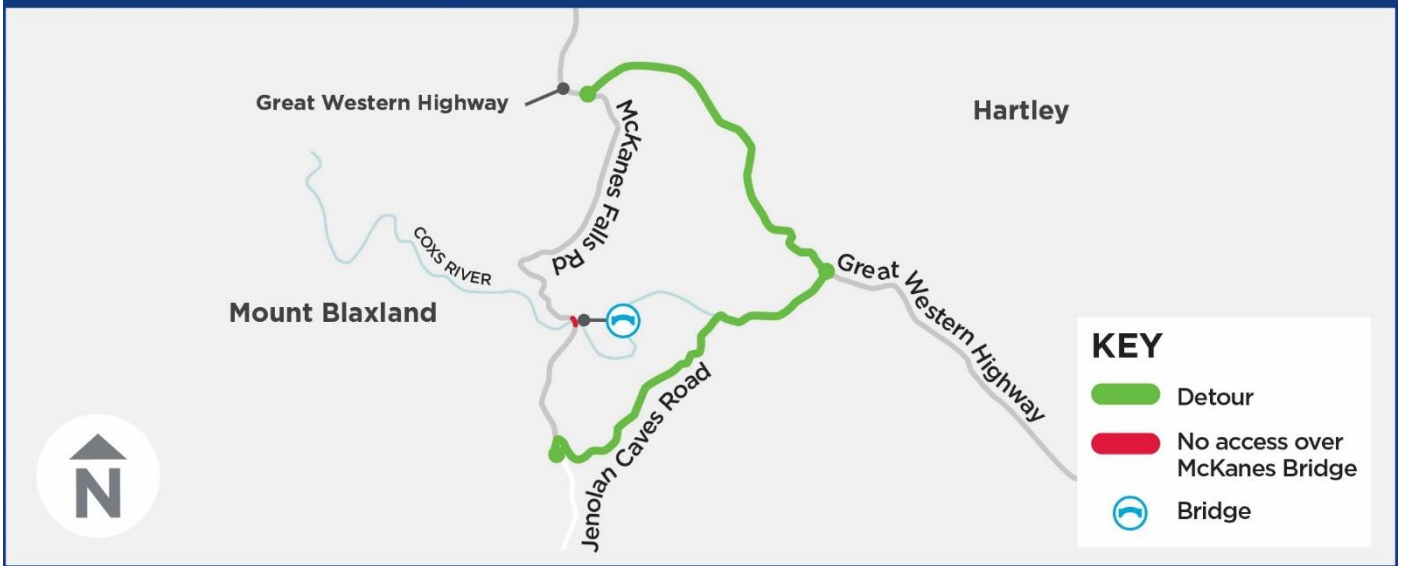 Great Western Highway
Hartley
McKanes Falls Rd
COXS RIVER
Great Western Highway
Mount Blaxland
Jenolan Caves Road
N
KEY
Detour
No access over
McKanes Bridge
Bridge